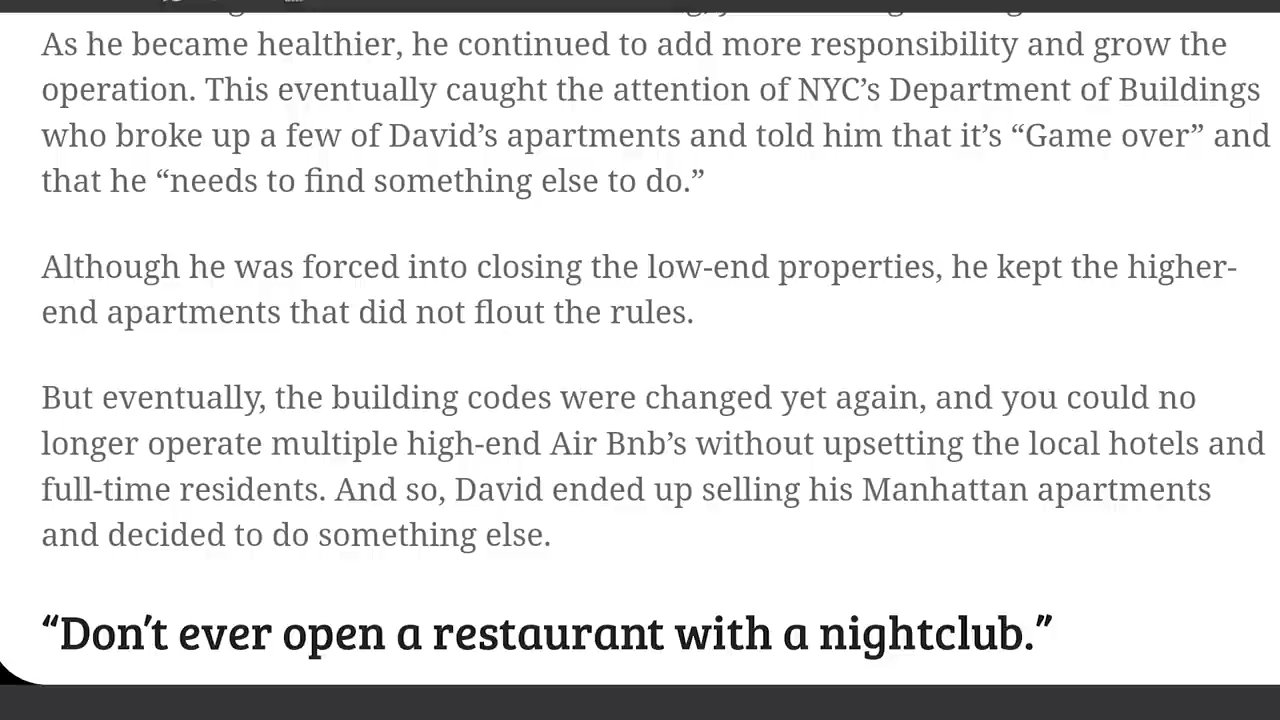 As he became healthier, he continued to add more responsibility and grow the
operation. This eventually caught the attention of NYC’s Department of Buildings
who broke up a few of David’s apartments and told him that it’s “Game over” and
that he “needs to find something else to do.”
Although he was forced into closing the low-end properties, he kept the higher-
end apartments that did not flout the rules.
But eventually, the building codes were changed yet again, and you could no
longer operate multiple high-end Air Bnb’s without upsetting the local hotels and
full-time residents. And so, David ended up selling his Manhattan apartments
and decided to do something else.
“Don’t ever open a restaurant with a nightclub.”